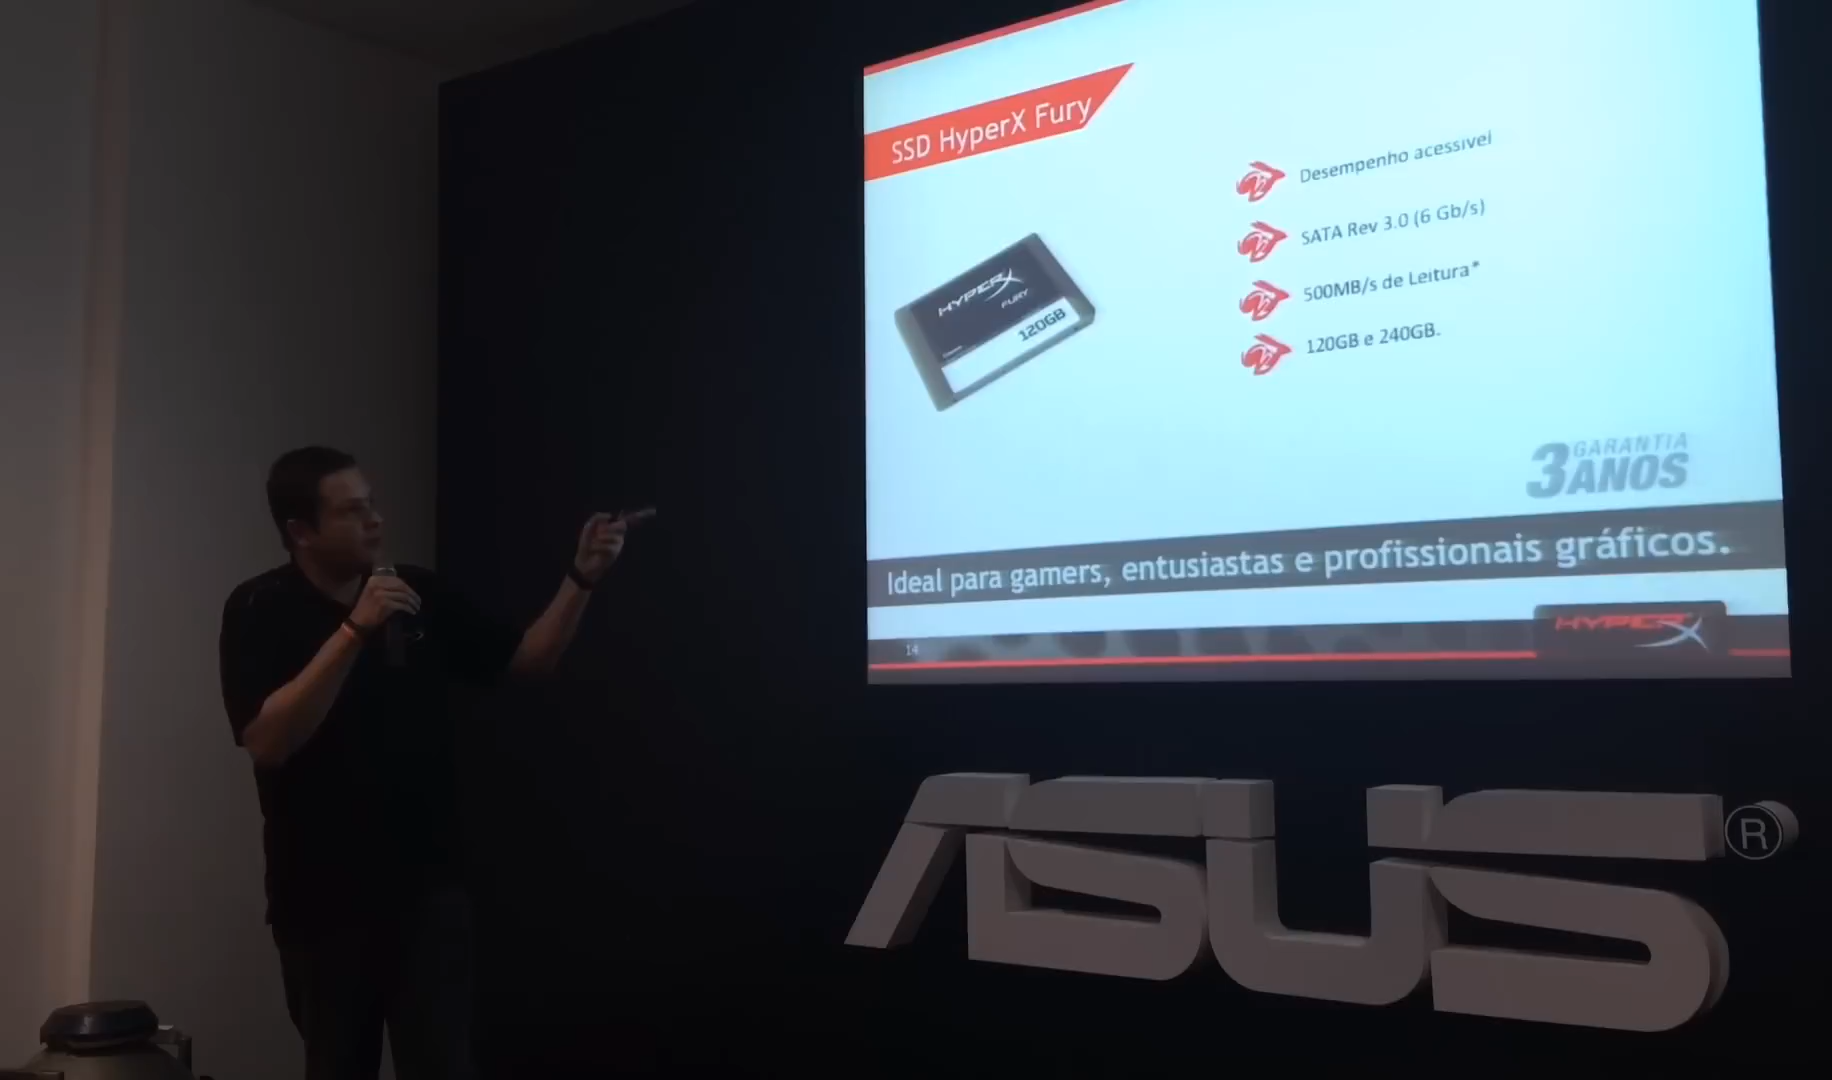 SSD HyperX Fury
Desempenho acessivel
SATA Rev 3.0 (6 Gb/s)
500MB/s de Leitura*
120GB e 240GB.
HYPERX
FURY
120GB
3 GARANTIA
ANOS
Ideal para gamers, entusiastas e profissionais gráficos.
14
HYPERX
ASUS®